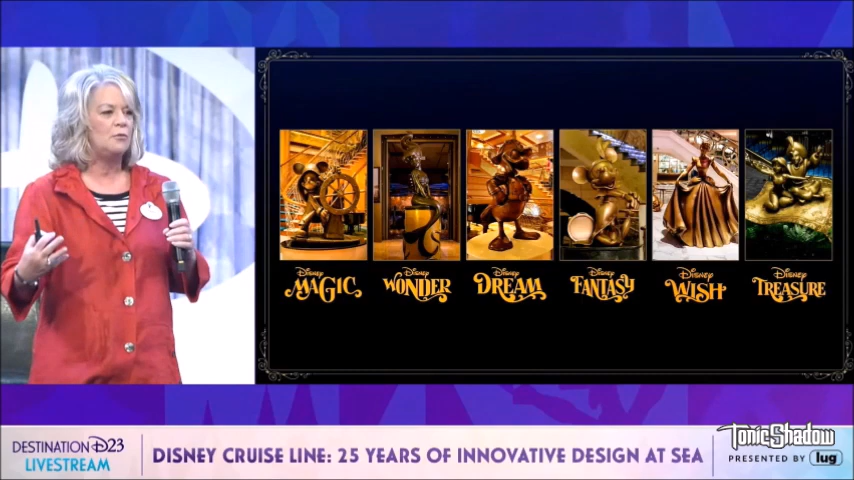 Disney
MAGIC
Disney
WONDER
Disney
DREAM
Disney
FANTASY
Disney
WISH
Disney
TREASURE
DESTINATION D23
LIVESTREAM
DISNEY CRUISE LINE: 25 YEARS OF INNOVATIVE DESIGN AT SEA
TonicShadow
PRESENTED BY lug